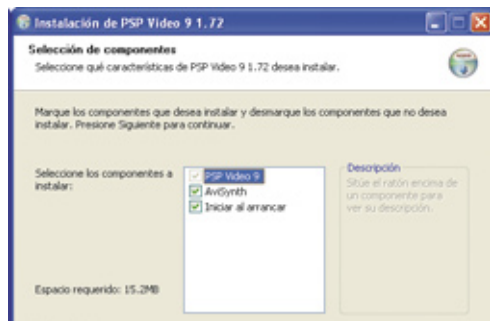 Instalación de PSP Video 9 1.72
Selección de componentes
Seleccione qué características de PSP Video 9 1.72 desea instalar.
Marque los componentes que desea instalar y desmarque los componentes que no desea
instalar. Presione Siguiente para continuar.
Seleccione los componentes a
instalar:
PSP Video 9
AviSynth
Iniciar al arrancar
Descripción
Sitúe el ratón encima de
un componente para
ver su descripción.
Espacio requerido: 15.2MB